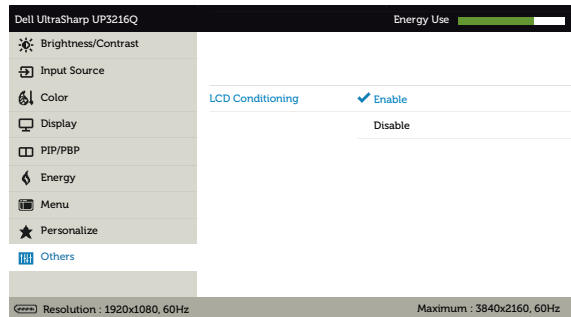 Dell UltraSharp UP3216Q Energy Use
Brightness/Contrast
Input Source
Color
LCD Conditioning Enable
Display
Disable
PIP/PBP
Energy
Menu
Personalize
Others
Resolution : 1920x1080, 60Hz Maximum : 3840x2160, 60Hz